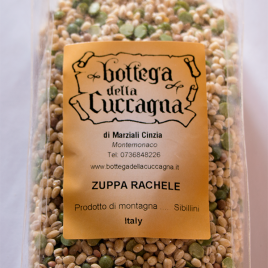 bottega
della
Cuccagna
di Marziali Cinzia
Montemonaco
Tel: 0736848226
www.bottegadellacuccagna.it
ZUPPA RACHELE
Prodotto di montagna .... Sibillini
Italy